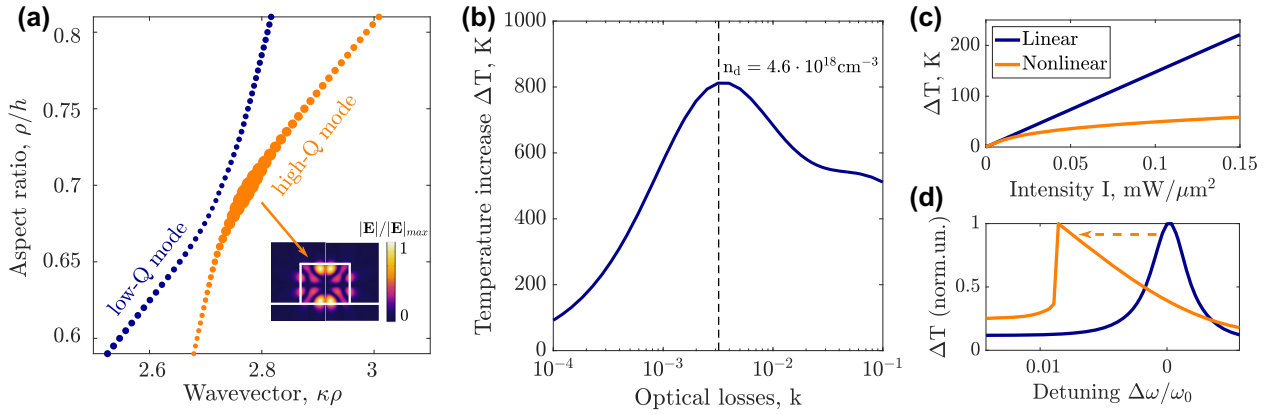 (a)
Aspect ratio, ρ/h
0.8
0.75
0.7
0.65
0.6
low-Q mode
high-Q mode
|E|/|E|max
1
0
2.6
2.8
3
Wavevector, κρ
(b)
Temperature increase ΔT, K
1000
800
600
400
200
0
n_d = 4.6 · 10^18 cm^−3
10^−4
10^−3
10^−2
10^−1
Optical losses, k
(c)
ΔT, K
200
100
0
Linear
Nonlinear
0
0.05
0.1
0.15
Intensity I, mW/μm²
(d)
ΔT (norm.un.)
1
0.5
0
0.01
0
Detuning Δω/ω₀